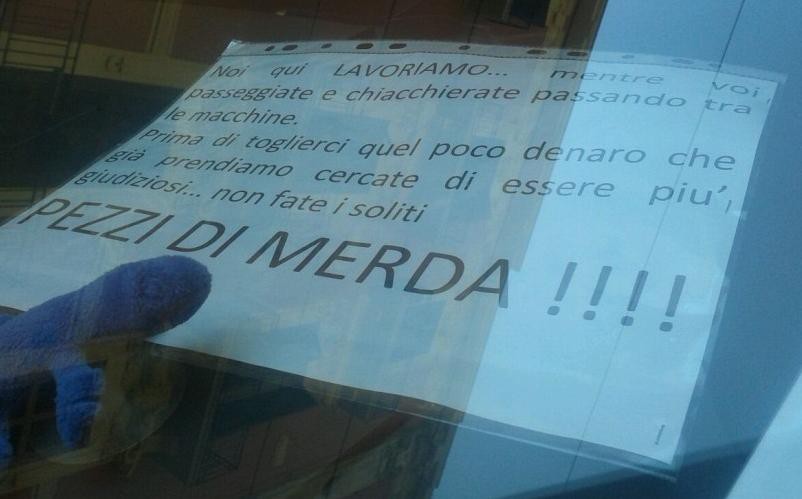 Noi qui LAVORIAMO... mentre voi
passeggiate e chiacchierate passando tra
le macchine.
Prima di toglierci quel poco denaro che
già prendiamo cercate di essere piu'
giudiziosi... non fate i soliti
PEZZI DI MERDA !!!!